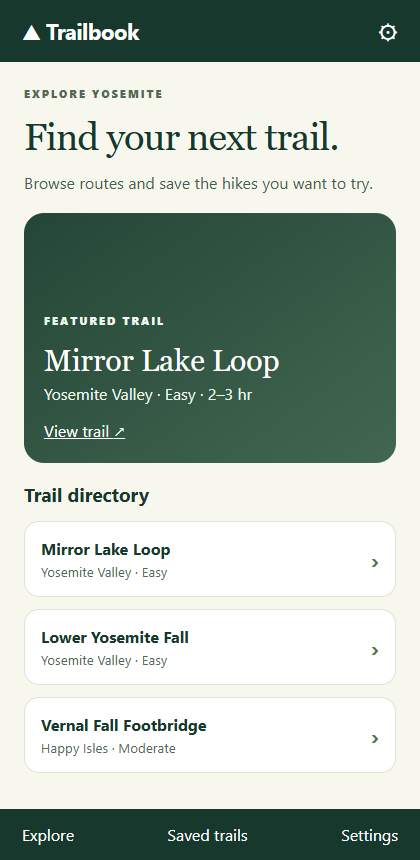 Trailbook
EXPLORE YOSEMITE
Find your next trail.
Browse routes and save the hikes you want to try.
FEATURED TRAIL
Mirror Lake Loop
Yosemite Valley · Easy · 2–3 hr
View trail ↗
Trail directory
Mirror Lake Loop
Yosemite Valley · Easy
Lower Yosemite Fall
Yosemite Valley · Easy
Vernal Fall Footbridge
Happy Isles · Moderate
Explore
Saved trails
Settings